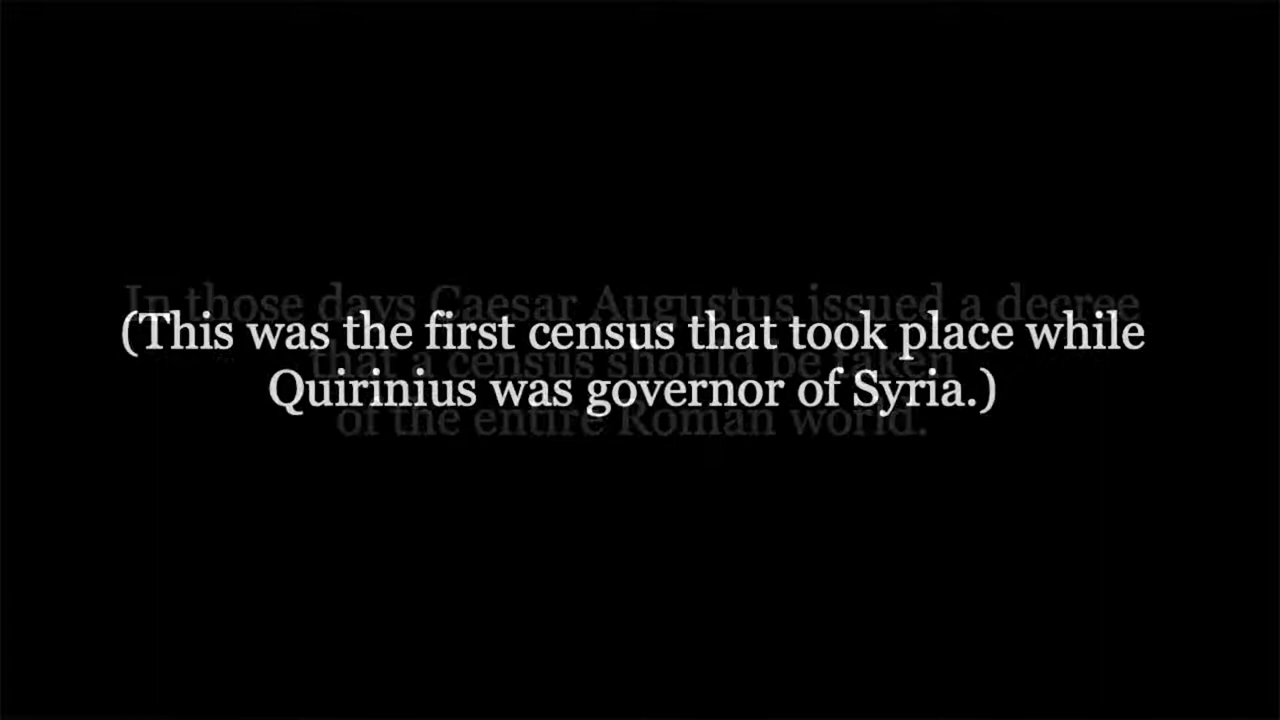 In those days Caesar Augustus issued a decree
(This was the first census that took place while
that a census should be taken
Quirinius was governor of Syria.)
of the entire Roman world.